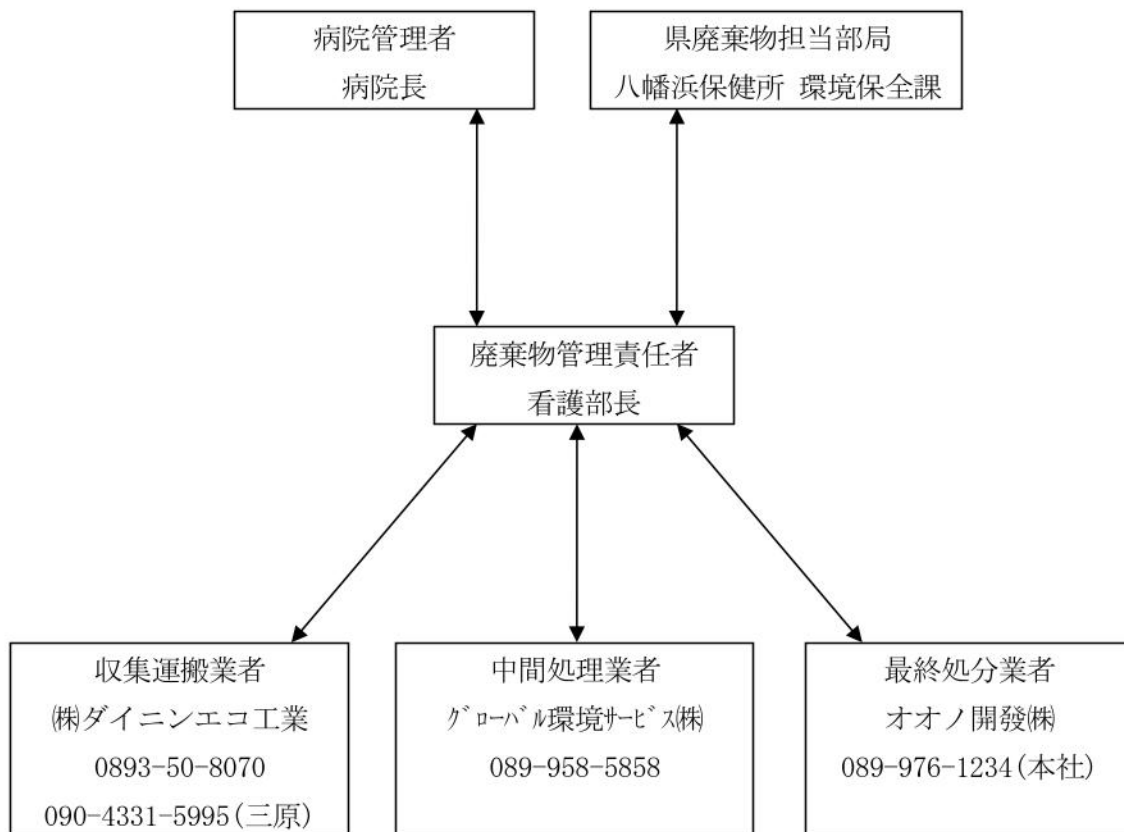 病院管理者
病院長
県廃棄物担当部局
八幡浜保健所 環境保全課
廃棄物管理責任者
看護部長
収集運搬業者
㈱ダイニンエコ工業
0893-50-8070
090-4331-5995(三原)
中間処理業者
ｸﾞﾛｰﾊﾞﾙ環境ｻｰﾋﾞｽ㈱
089-958-5858
最終処分業者
オオノ開發㈱
089-976-1234(本社)